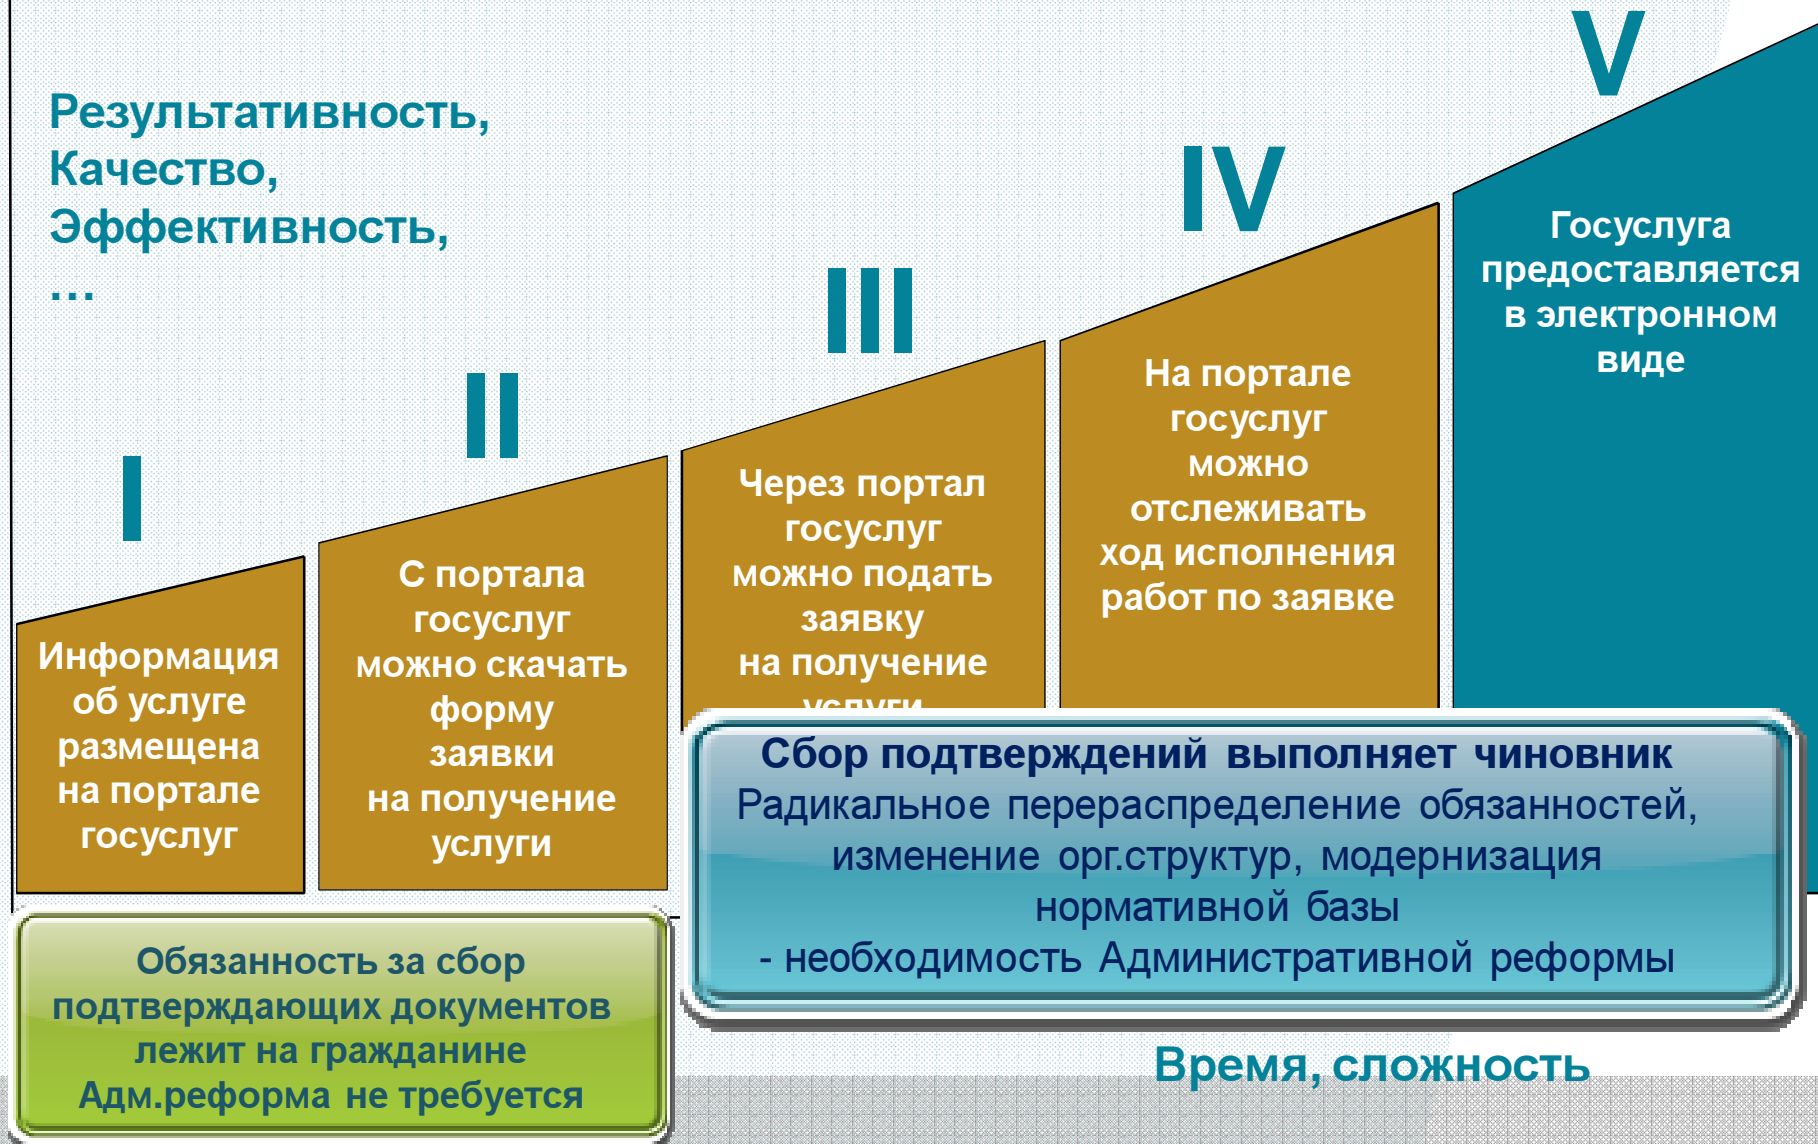 Результативность,
Качество,
Эффективность,
...
I
Информация
об услуге
размещена
на портале
госуслуг
II
С портала
госуслуг
можно скачать
форму
заявки
на получение
услуги
III
Через портал
госуслуг
можно подать
заявку
на получение
услуги
IV
На портале
госуслуг
можно
отслеживать
ход исполнения
работ по заявке
V
Госуслуга
предоставляется
в электронном
виде
Обязанность за сбор
подтверждающих документов
лежит на гражданине
Адм.реформа не требуется
Сбор подтверждений выполняет чиновник
Радикальное перераспределение обязанностей,
изменение орг.структур, модернизация
нормативной базы
- необходимость Административной реформы
Время, сложность